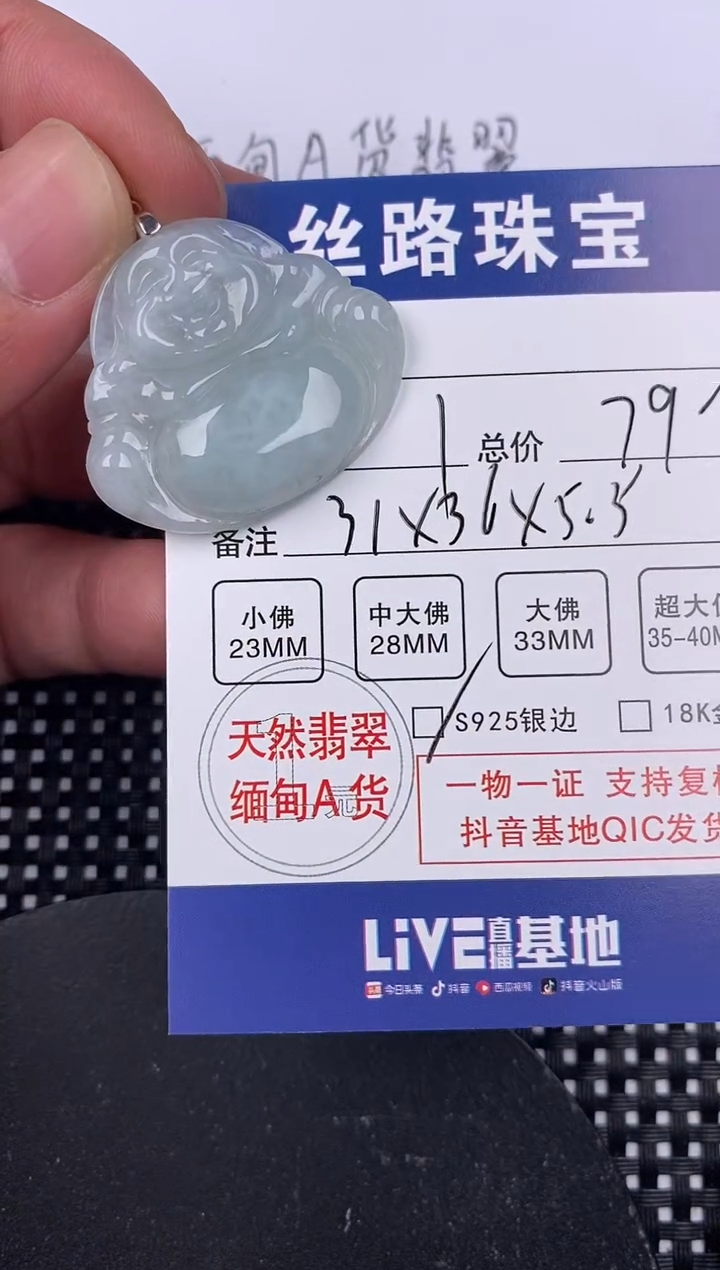 甸A货翡翠
丝路珠宝
1 总价 79
备注 31X36X5.5
小佛 中大佛 大佛 超大
23MM 28MM 33MM 35-40
S925银边 18K
天然翡翠
缅甸A货
一物一证 支持复
抖音基地QIC发货
LiVE直播基地
头条 今日头条 抖音 西瓜视频 抖音火山版